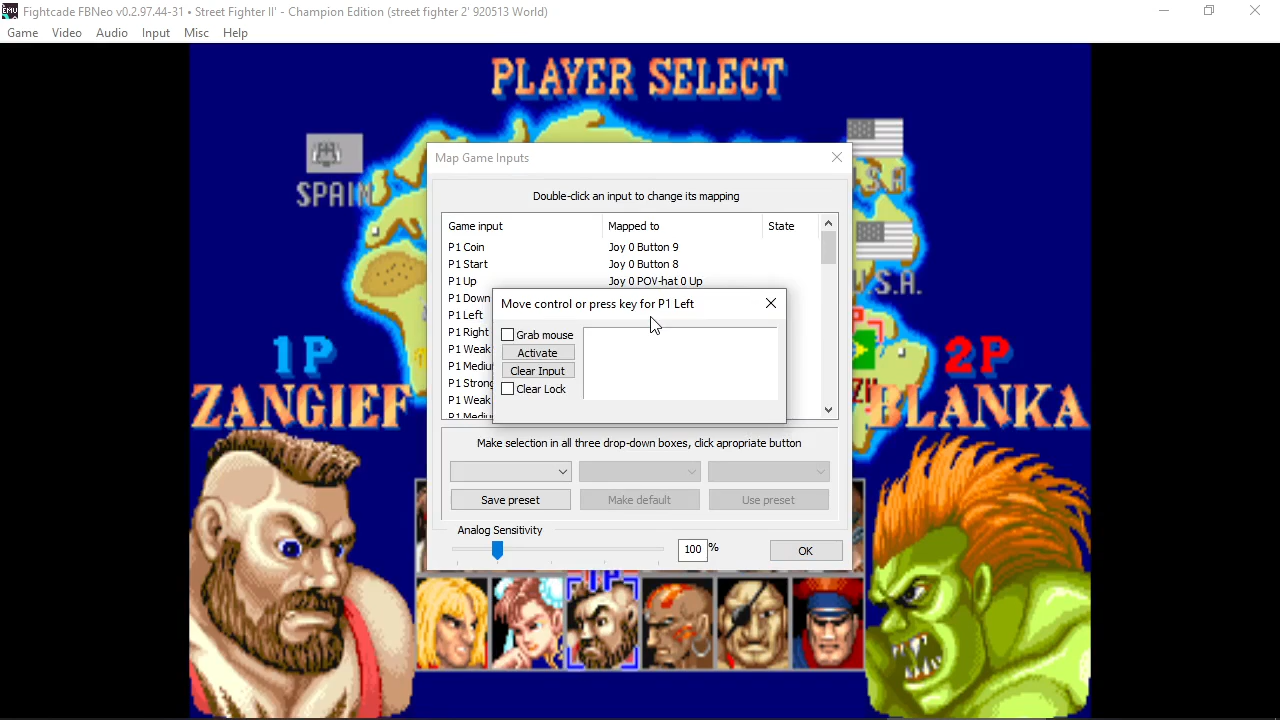 Fightcade FBNeo v0.2.97.44-31 • Street Fighter II' - Champion Edition (street fighter 2' 920513 World)
Game Video Audio Input Misc Help
PLAYER SELECT
SPAIN
U.S.A.
U.S.A.
1P
ZANGIEF
2P
BLANKA
1P
Map Game Inputs
Double-click an input to change its mapping
Game input Mapped to State
P1 Coin Joy 0 Button 9
P1 Start Joy 0 Button 8
P1 Up Joy 0 POV-hat 0 Up
P1 Down
P1 Left
P1 Right
P1 Weak
P1 Mediu
P1 Strong
P1 Weak
P1 Mediu
Move control or press key for P1 Left
Grab mouse
Activate
Clear Input
Clear Lock
Make selection in all three drop-down boxes, click apropriate button
Save preset Make default Use preset
Analog Sensitivity
100 %
OK